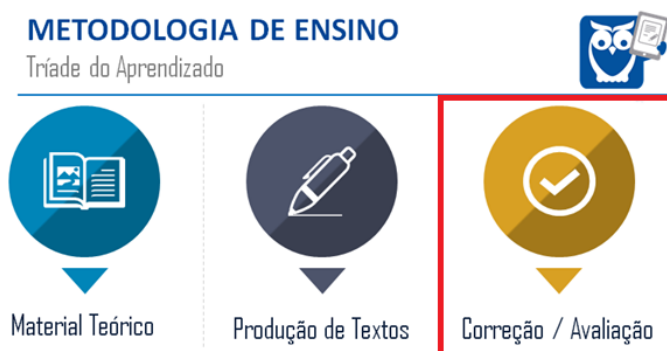 METODOLOGIA DE ENSINO
Tríade do Aprendizado
Material Teórico
Produção de Textos
Correção / Avaliação